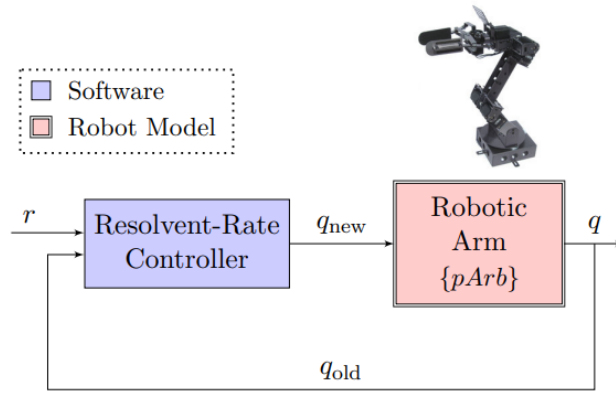 Software
Robot Model
r
Resolvent-Rate
Controller
q_new
Robotic
Arm
{pArb}
q
q_old